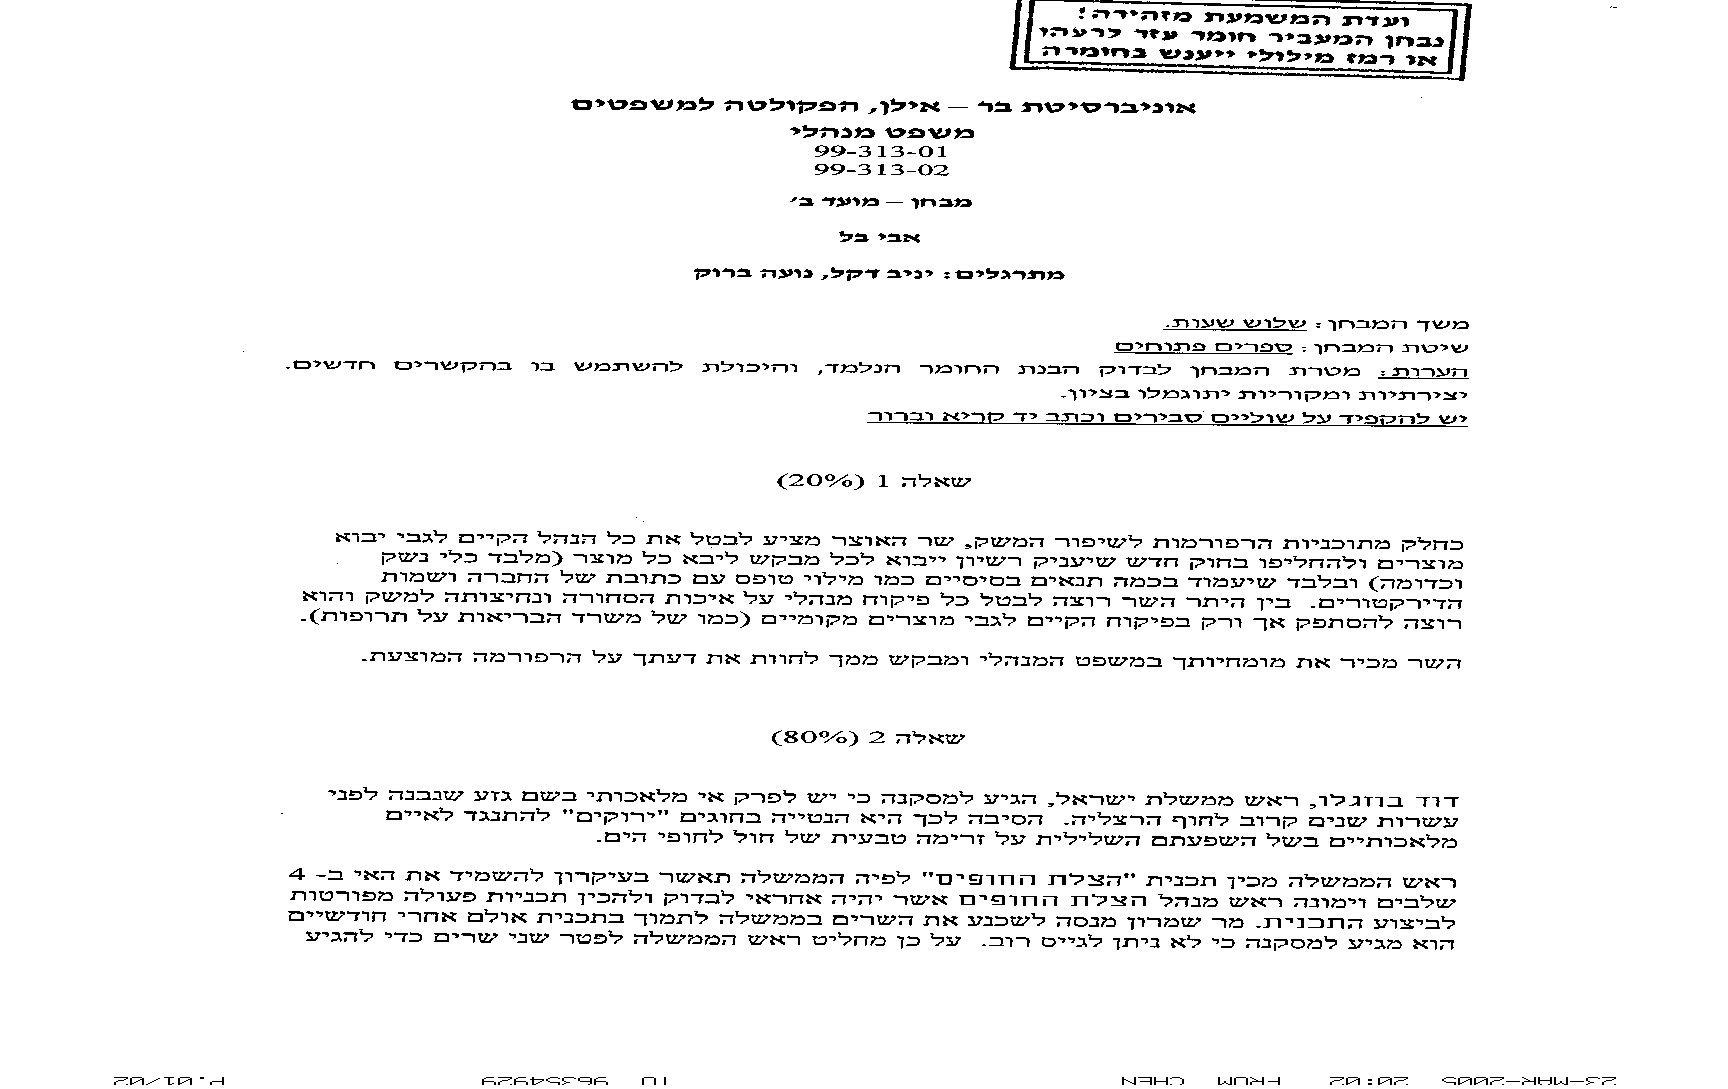 ועדת המשמעת מזהירה!
נבחן המעביר חומר עזר לרעהו
או רמז מילולי ייענש בחומרה
אוניברסיטת בר – אילן, הפקולטה למשפטים
משפט מנהלי
99-313-01
99-313-02
מבחן – מועד ב׳
אבי בל
מתרגלים: יניב דקל, נועה ברוק
משך המבחן: שלוש שעות.
שיטת המבחן: ספרים פתוחים
הערות: מטרת המבחן לבדוק הבנת החומר הנלמד, והיכולת להשתמש בו בהקשרים חדשים.
יצירתיות ומקוריות יתוגמלו בציון.
יש להקפיד על שוליים סבירים וכתב יד קריא וברור
שאלה 1 (20%)
כחלק מתוכניות הרפורמות לשיפור המשק, שר האוצר מציע לבטל את כל הנהל הקיים לגבי יבוא
מוצרים ולהחליפו בחוק חדש שיעניק רשיון ייבוא לכל מבקש ליבא כל מוצר (מלבד כלי נשק
וכדומה) ובלבד שיעמוד בכמה תנאים בסיסיים כמו מילוי טופס עם כתובת של החברה ושמות
הדירקטורים. בין היתר השר רוצה לבטל כל פיקוח מנהלי על איכות הסחורה ונחיצותה למשק והוא
רוצה להסתפק אך ורק בפיקוח הקיים לגבי מוצרים מקומיים (כמו של משרד הבריאות על תרופות).
השר מכיר את מומחיותך במשפט המנהלי ומבקש ממך לחוות את דעתך על הרפורמה המוצעת.
שאלה 2 (80%)
דוד בוזגלו, ראש ממשלת ישראל, הגיע למסקנה כי יש לפרק אי מלאכותי בשם גזע שנבנה לפני
עשרות שנים קרוב לחוף הרצליה. הסיבה לכך היא הנטייה בחוגים "ירוקים" להתנגד לאיים
מלאכותיים בשל השפעתם השלילית על זרימה טבעית של חול לחופי הים.
ראש הממשלה מכין תכנית "הצלת החופים" לפיה הממשלה תאשר בעיקרון להשמיד את האי ב- 4
שלבים וימונה ראש מנהל הצלת החופים אשר יהיה אחראי לבדוק ולהכין תכניות פעולה מפורטות
לביצוע התכנית. מר שמרון מנסה לשכנע את השרים בממשלה לתמוך בתכנית אולם אחרי חודשיים
הוא מגיע למסקנה כי לא ניתן לגייס רוב. על כן מחליט ראש הממשלה לפטר שני שרים כדי להגיע
23-MAR-2005 20:02 FROM CHEN TO 96354929 P.01/02